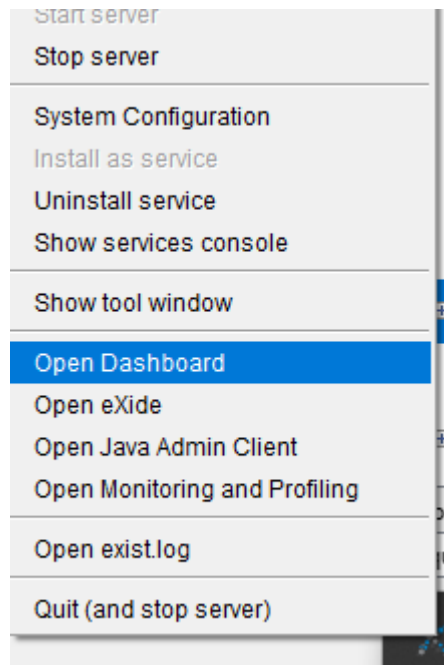 Start server
Stop server
System Configuration
Install as service
Uninstall service
Show services console
Show tool window
Open Dashboard
Open eXide
Open Java Admin Client
Open Monitoring and Profiling
Open exist.log
Quit (and stop server)